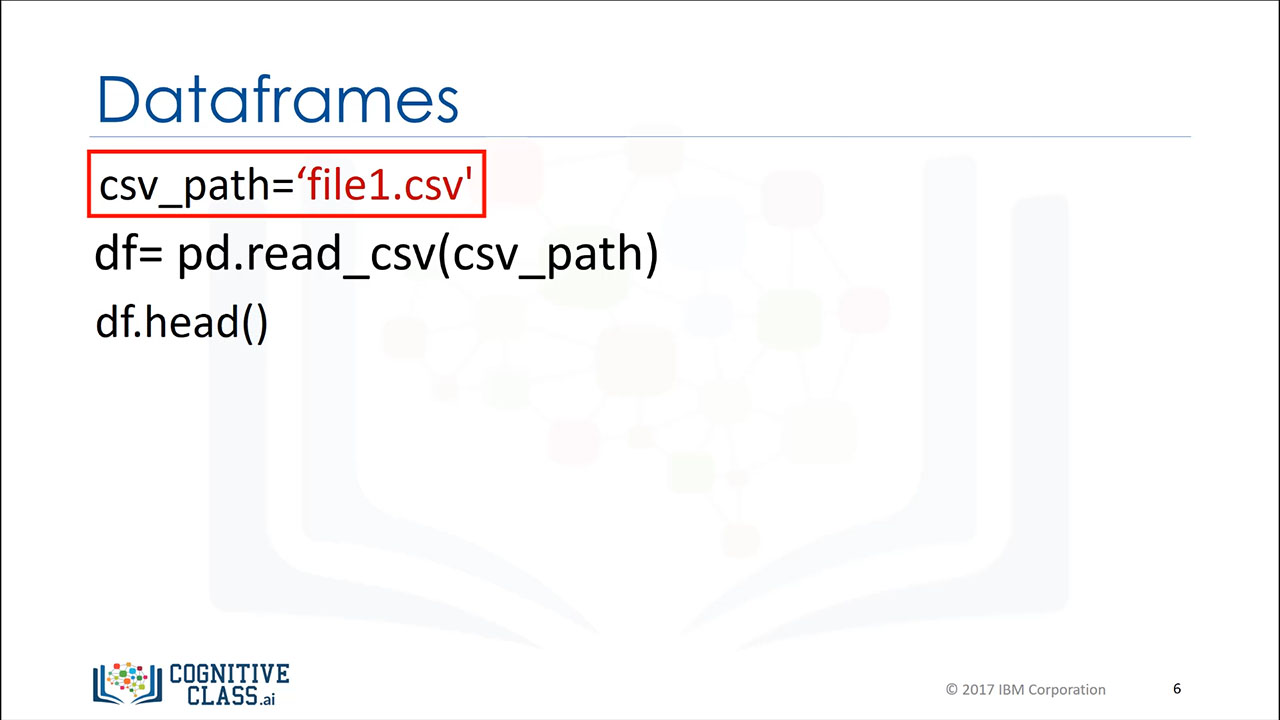 Dataframes
csv_path=‘file1.csv'
df= pd.read_csv(csv_path)
df.head()
COGNITIVE
CLASS.ai
© 2017 IBM Corporation
6